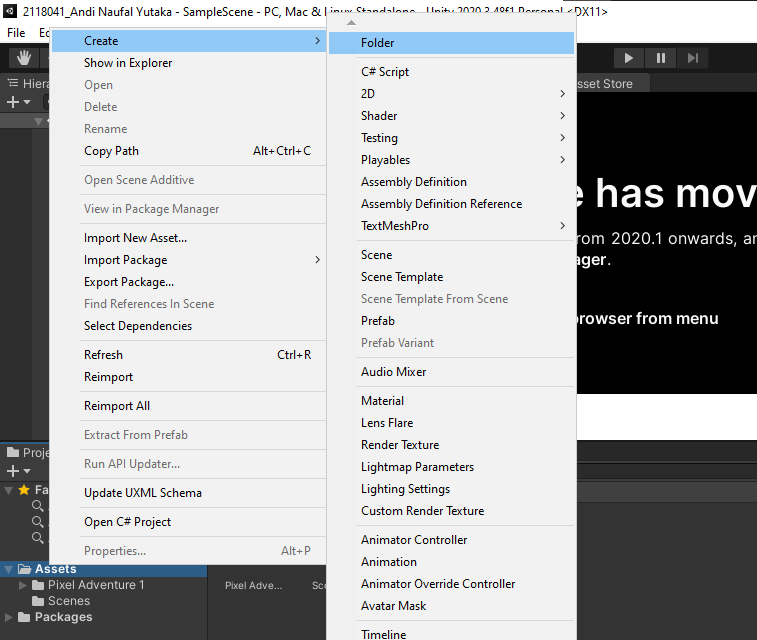 2118041_Andi Naufal Yutaka - SampleScene - PC, Mac & Linux Standalone - Unity 2020.3.48f1 Personal <DX11>
File
Create
Show in Explorer
Open
Delete
Rename
Copy Path Alt+Ctrl+C
Open Scene Additive
View in Package Manager
Import New Asset...
Import Package
Export Package...
Find References In Scene
Select Dependencies
Refresh Ctrl+R
Reimport
Reimport All
Extract From Prefab
Run API Updater...
Update UXML Schema
Open C# Project
Properties... Alt+P
Folder
C# Script
2D
Shader
Testing
Playables
Assembly Definition
Assembly Definition Reference
TextMeshPro
Scene
Scene Template
Scene Template From Scene
Prefab
Prefab Variant
Audio Mixer
Material
Lens Flare
Render Texture
Lightmap Parameters
Lighting Settings
Custom Render Texture
Animator Controller
Animation
Animator Override Controller
Avatar Mask
Timeline
sset Store
e has mov
rom 2020.1 onwards, an
ager.
browser from menu
Hiera
Proje
Fa
Assets
Pixel Adventure 1
Scenes
Packages
Pixel Adve...
Sce